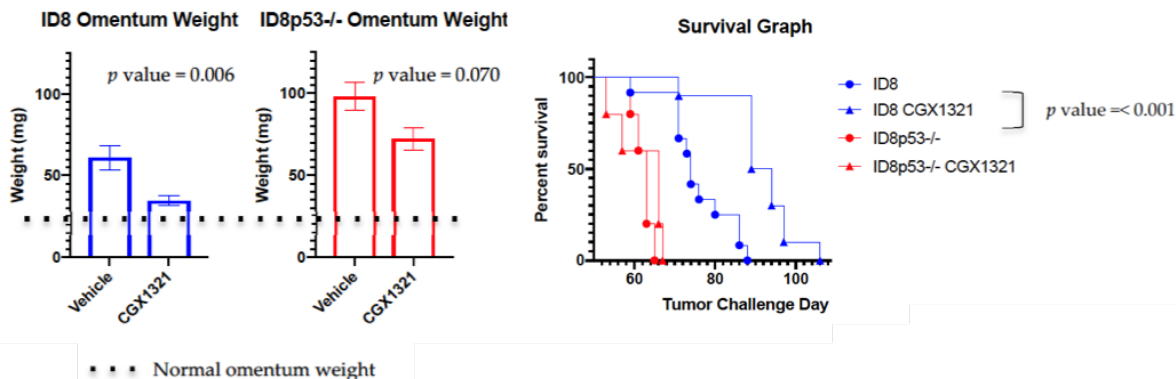 ID8 Omentum Weight
p value = 0.006
Weight (mg)
100
50
0
Vehicle
CGX1321
ID8p53-/- Omentum Weight
p value = 0.070
Weight (mg)
100
50
0
Vehicle
CGX1321
Normal omentum weight
Survival Graph
Percent survival
100
50
0
60
80
100
Tumor Challenge Day
ID8
ID8 CGX1321
ID8p53-/-
ID8p53-/- CGX1321
p value =< 0.001